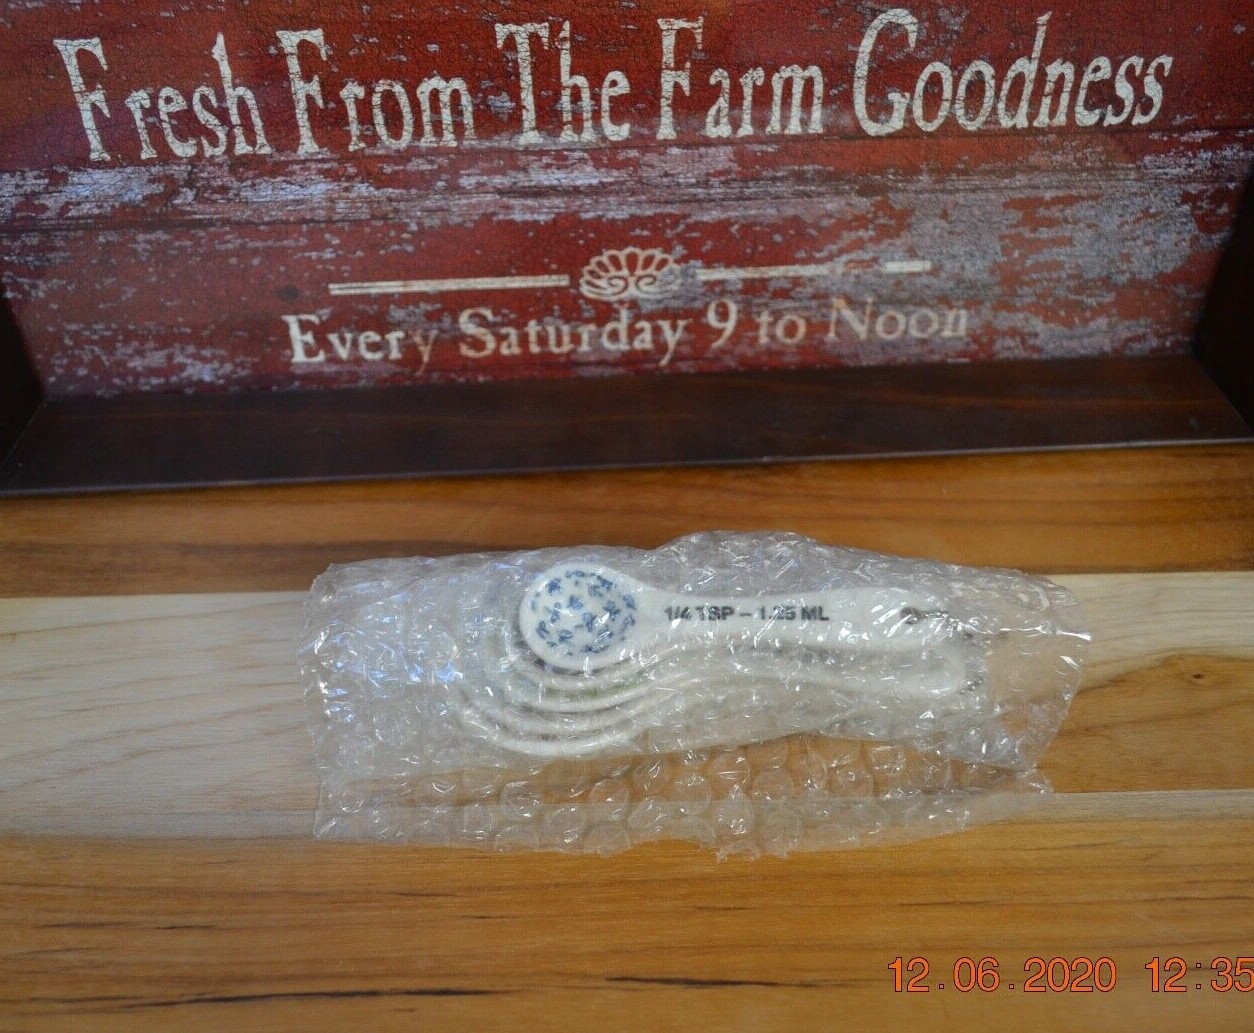 Fresh From The Farm Goodness
Every Saturday 9 to Noon
1/4 TSP – 1.25 ML
12.06.2020 12:35